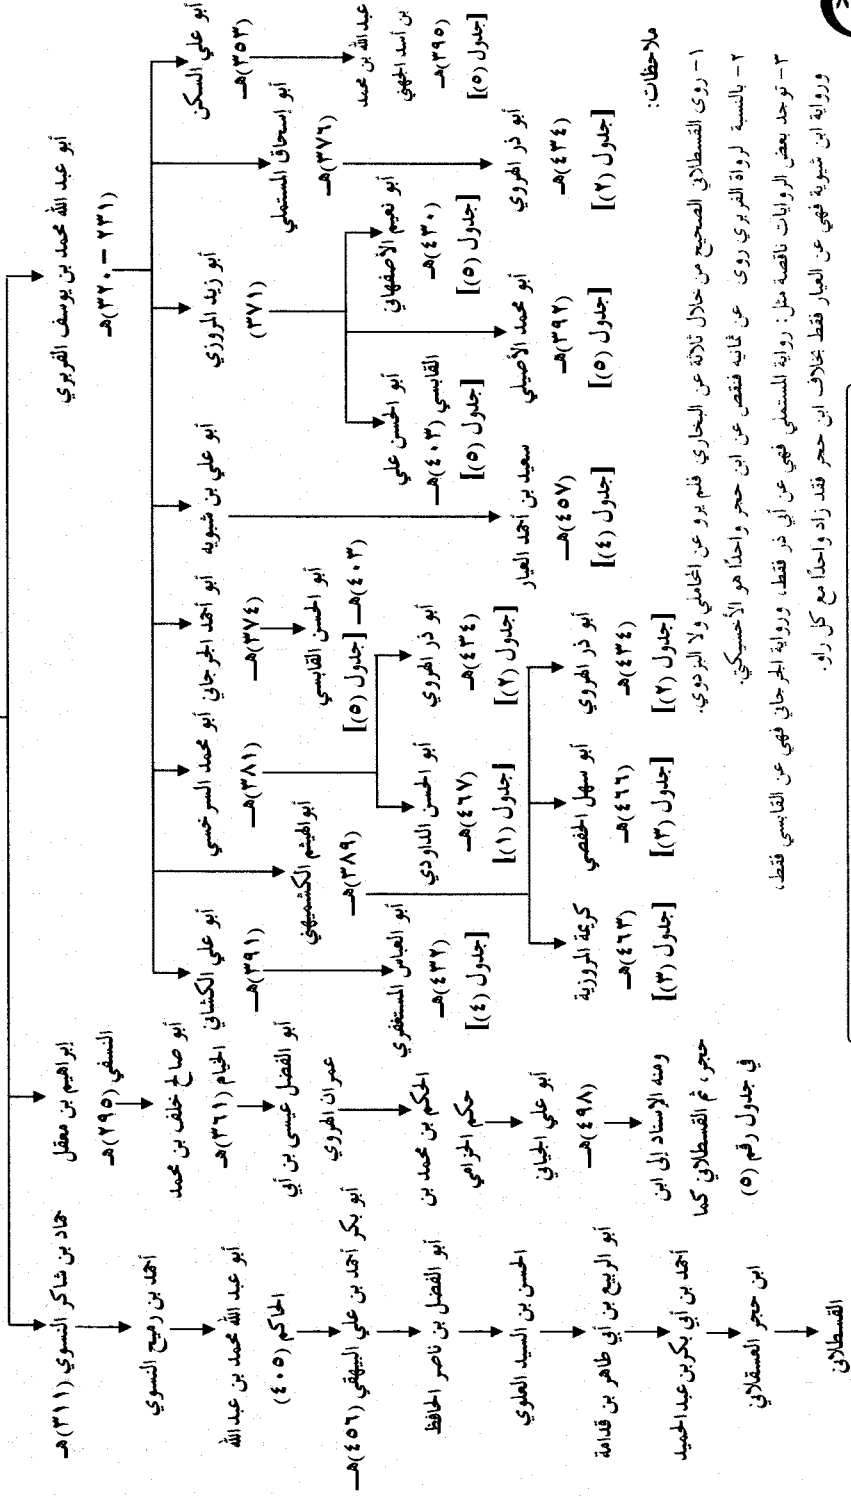 أبو عبد الله محمد بن يوسف الفربري
(٢٣١ – ٣٢٠)هـ
إبراهيم بن معقل
النسفي (٢٩٥)هـ
حماد بن شاكر النسوي (٣١١)هـ
أبو علي السكن
(٣٥٣)هـ
عبد الله بن محمد
بن أسد الجهني
(٣٩٥)هـ
[جدول (٥)]
أبو إسحاق المستملي
(٣٧٦)هـ
أبو ذر الهروي
(٤٣٤)هـ
[جدول (٢)]
أبو زيد المروزي
(٣٧١)
أبو نعيم الأصفهاني
(٤٣٠)هـ
[جدول (٥)]
أبو محمد الأصيلي
(٣٩٢)هـ
[جدول (٥)]
أبو الحسن علي
القابسي (٤٠٣)هـ
[جدول (٥)]
أبو علي بن شبويه
سعيد بن أحمد العيار
(٤٥٧)هـ
[جدول (٤)]
أبو أحمد الجرجاني
(٣٧٤)هـ
أبو الحسن القابسي
(٤٠٣)هـ [جدول (٥)]
أبو محمد السرخسي
(٣٨١)هـ
أبو ذر الهروي
(٤٣٤)هـ
[جدول (٢)]
أبو الحسن الداودي
(٤٦٧)هـ
[جدول (١)]
أبو الهيثم الكشميهني
(٣٨٩)هـ
أبو ذر الهروي
(٤٣٤)هـ
[جدول (٢)]
أبو سهل الحفصي
(٤٦٦)هـ
[جدول (٣)]
كريمة المروزية
(٤٦٣)هـ
[جدول (٣)]
أبو علي الكشاني
(٣٩١)هـ
أبو العباس المستغفري
(٤٣٢)هـ
[جدول (٤)]
أبو صالح خلف بن محمد
الخيام (٣٦١)هـ
أبو الفضل عيسى بن أبي
عمران الهروي
الحكم بن محمد بن
حكم الخزامي
أبو علي الجياني
(٤٩٨)هـ
ومنه الإسناد إلى ابن
حجر، ثم القسطلاني كما
في جدول رقم (٥)
أحمد بن رميح النسوي
أبو عبد الله محمد بن عبد الله
الحاكم (٤٠٥)
أبو بكر أحمد بن علي البيهقي (٤٥٦)هـ
أبو الفضل بن ناصر الحافظ
الحسن بن السيد العلوي
أبو الربيع بن أبي طاهر بن قدامة
أحمد بن أبي بكر بن عبد الحميد
ابن حجر العسقلاني
القسطلاني
ملاحظات:
١ – روى القسطلاني الصحيح من خلال ثلاثة عن البخاري فلم يرو عن المحاملي ولا البزدوي.
٢ – بالنسبة لرواة الفربري روى عن ثمانية فنقص عن ابن حجر واحدًا هو الأخسيكتي.
٣ – توجد بعض الروايات ناقصة مثل: رواية المستملي فهي عن أبي ذر فقط، ورواية الجرجاني فهي عن القابسي فقط،
ورواية ابن شبوية فهي عن العيار فقط بخلاف ابن حجر فقد زاد واحدًا مع كل راو.